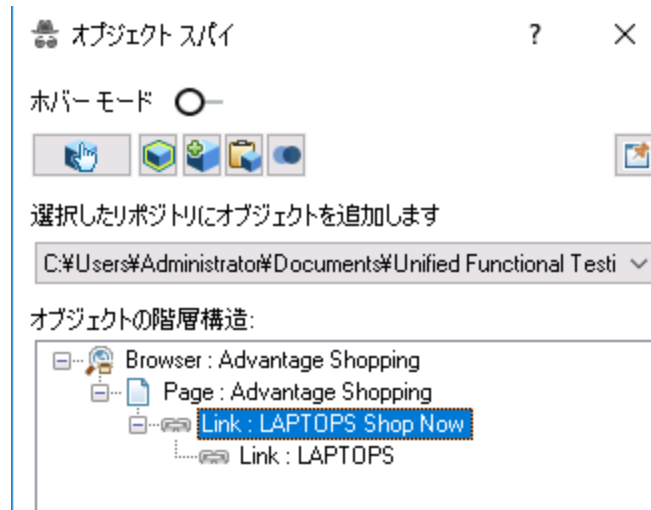 オブジェクト スパイ ? ×
ホバー モード
選択したリポジトリにオブジェクトを追加します
C:¥Users¥Administrator¥Documents¥Unified Functional Testi
オブジェクトの階層構造:
Browser : Advantage Shopping
Page : Advantage Shopping
Link : LAPTOPS Shop Now
Link : LAPTOPS